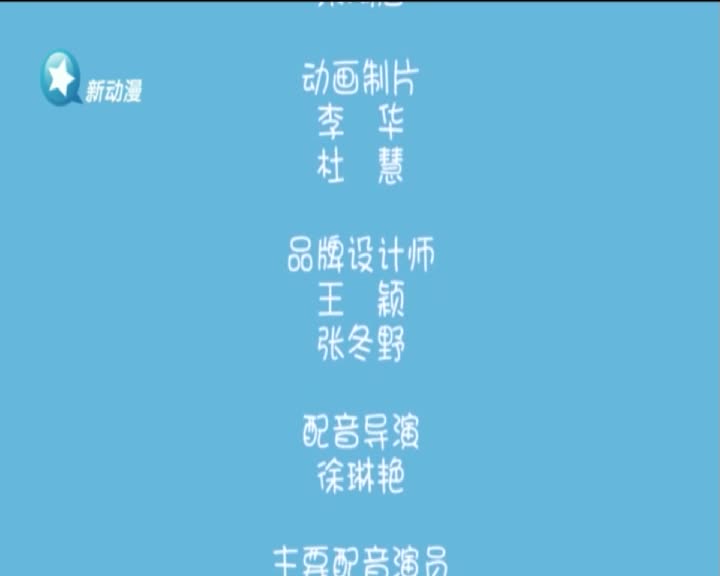 新动漫
动画制片
李 华
杜 慧
品牌设计师
王 颖
张冬野
配音导演
徐琳艳
主要配音演员